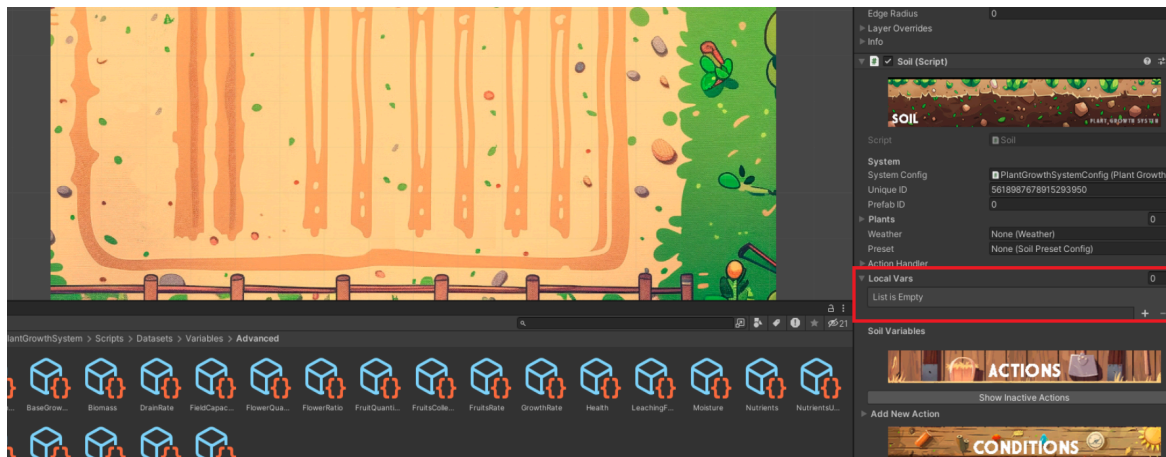 Edge Radius 0
Layer Overrides
Info
Soil (Script)
SOIL
PLANT GROWTH SYSTEM
Script Soil
System
System Config PlantGrowthSystemConfig (Plant Growth
Unique ID 5618987678915293950
Prefab ID 0
Plants 0
Weather None (Weather)
Preset None (Soil Preset Config)
Action Handler
Local Vars 0
List is Empty
+ −
Soil Variables
ACTIONS
Show Inactive Actions
Add New Action
CONDITIONS
21
PlantGrowthSystem > Scripts > Datasets > Variables > Advanced
BaseGrow... Biomass DrainRate FieldCapac... FlowerQua... FlowerRatio FruitQuanti... FruitsColle... FruitsRate GrowthRate Health LeachingF... Moisture Nutrients NutrientsU...